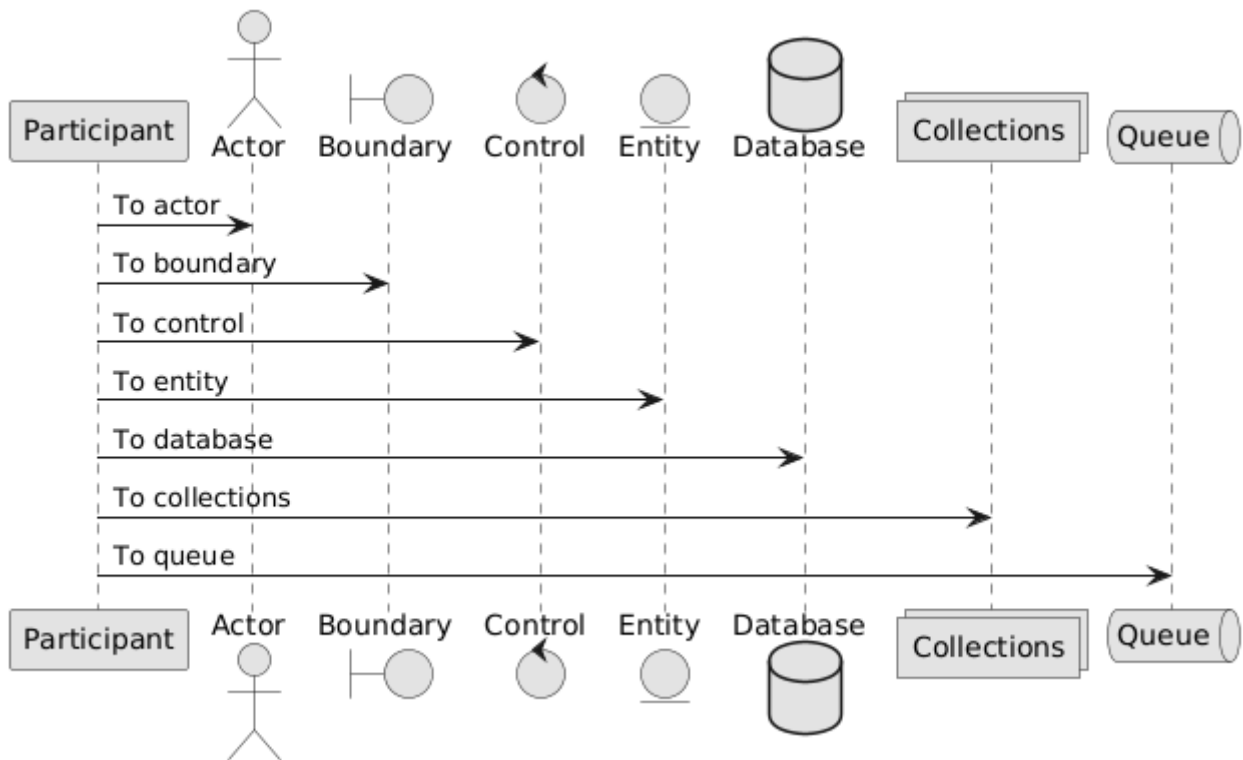 Participant
Actor
Boundary
Control
Entity
Database
Collections
Queue
To actor
To boundary
To control
To entity
To database
To collections
To queue
Participant
Actor
Boundary
Control
Entity
Database
Collections
Queue